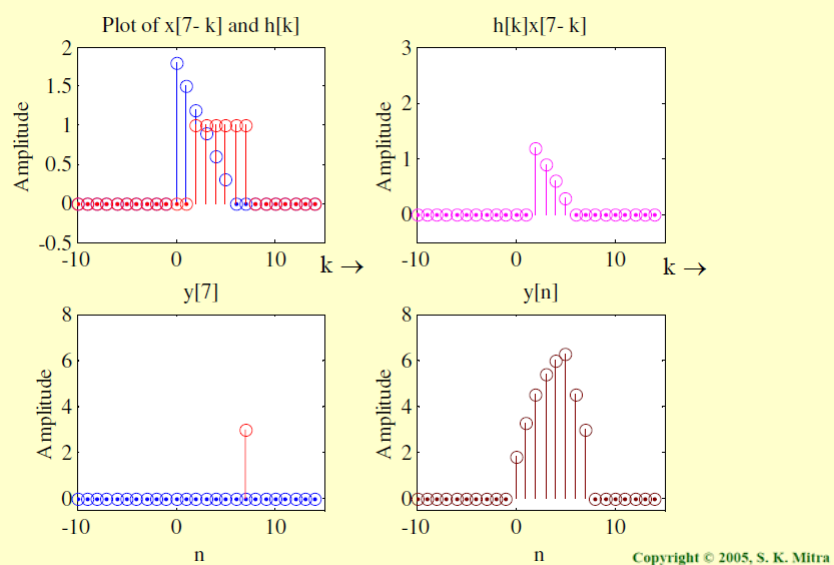 Plot of x[7- k] and h[k]
2
1.5
1
0.5
0
-0.5
Amplitude
-10 0 10
k →
h[k]x[7- k]
3
2
1
0
Amplitude
-10 0 10
k →
y[7]
8
6
4
2
0
Amplitude
-10 0 10
n
y[n]
8
6
4
2
0
Amplitude
-10 0 10
n
Copyright © 2005, S. K. Mitra